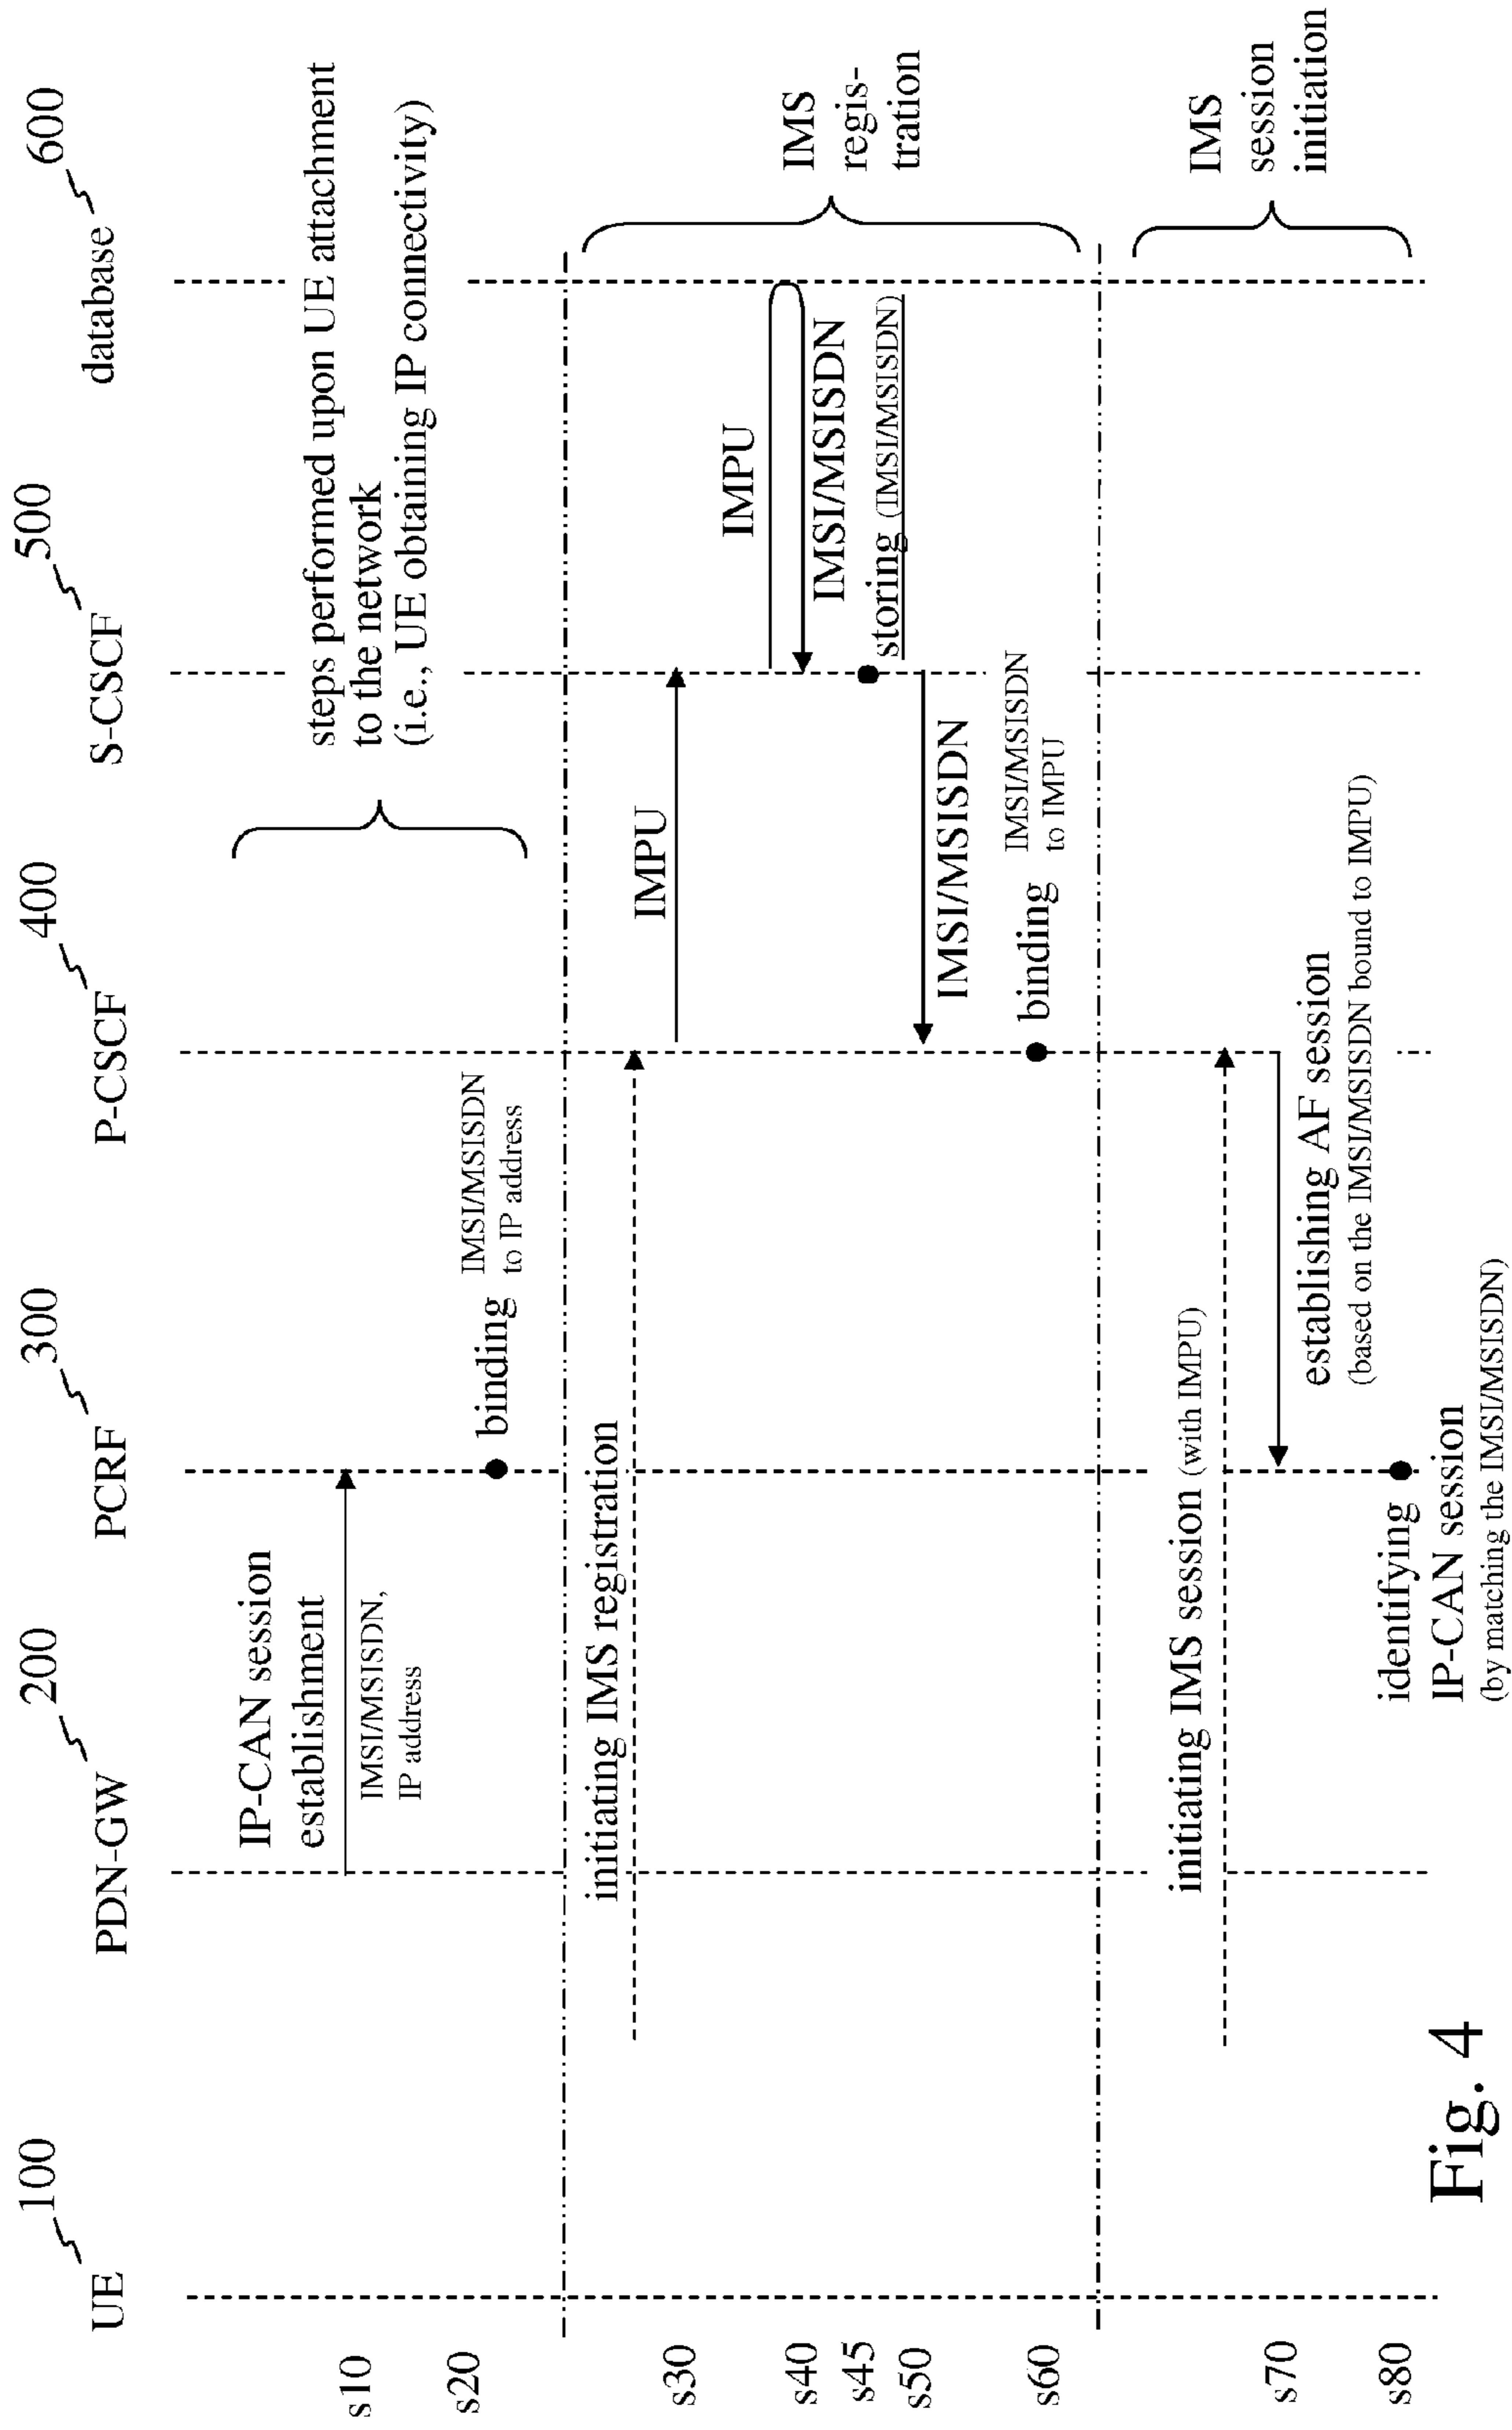 100
200
300
400
500
600
UE
PDN-GW
PCRF
P-CSCF
S-CSCF
database
s10
IP-CAN session
establishment
IMSI/MSISDN,
IP address
steps performed upon UE attachment
to the network
(i.e., UE obtaining IP connectivity)
s20
binding
IMSI/MSISDN
to IP address
initiating IMS registration
s30
IMPU
s40
IMPU
IMSI/MSISDN
IMS
regis-
tration
s45
storing (IMSI/MSISDN)
s50
IMSI/MSISDN
s60
binding
IMSI/MSISDN
to IMPU
initiating IMS session (with IMPU)
IMS
session
initiation
s70
establishing AF session
(based on the IMSI/MSISDN bound to IMPU)
s80
identifying
IP-CAN session
(by matching the IMSI/MSISDN)
Fig. 4